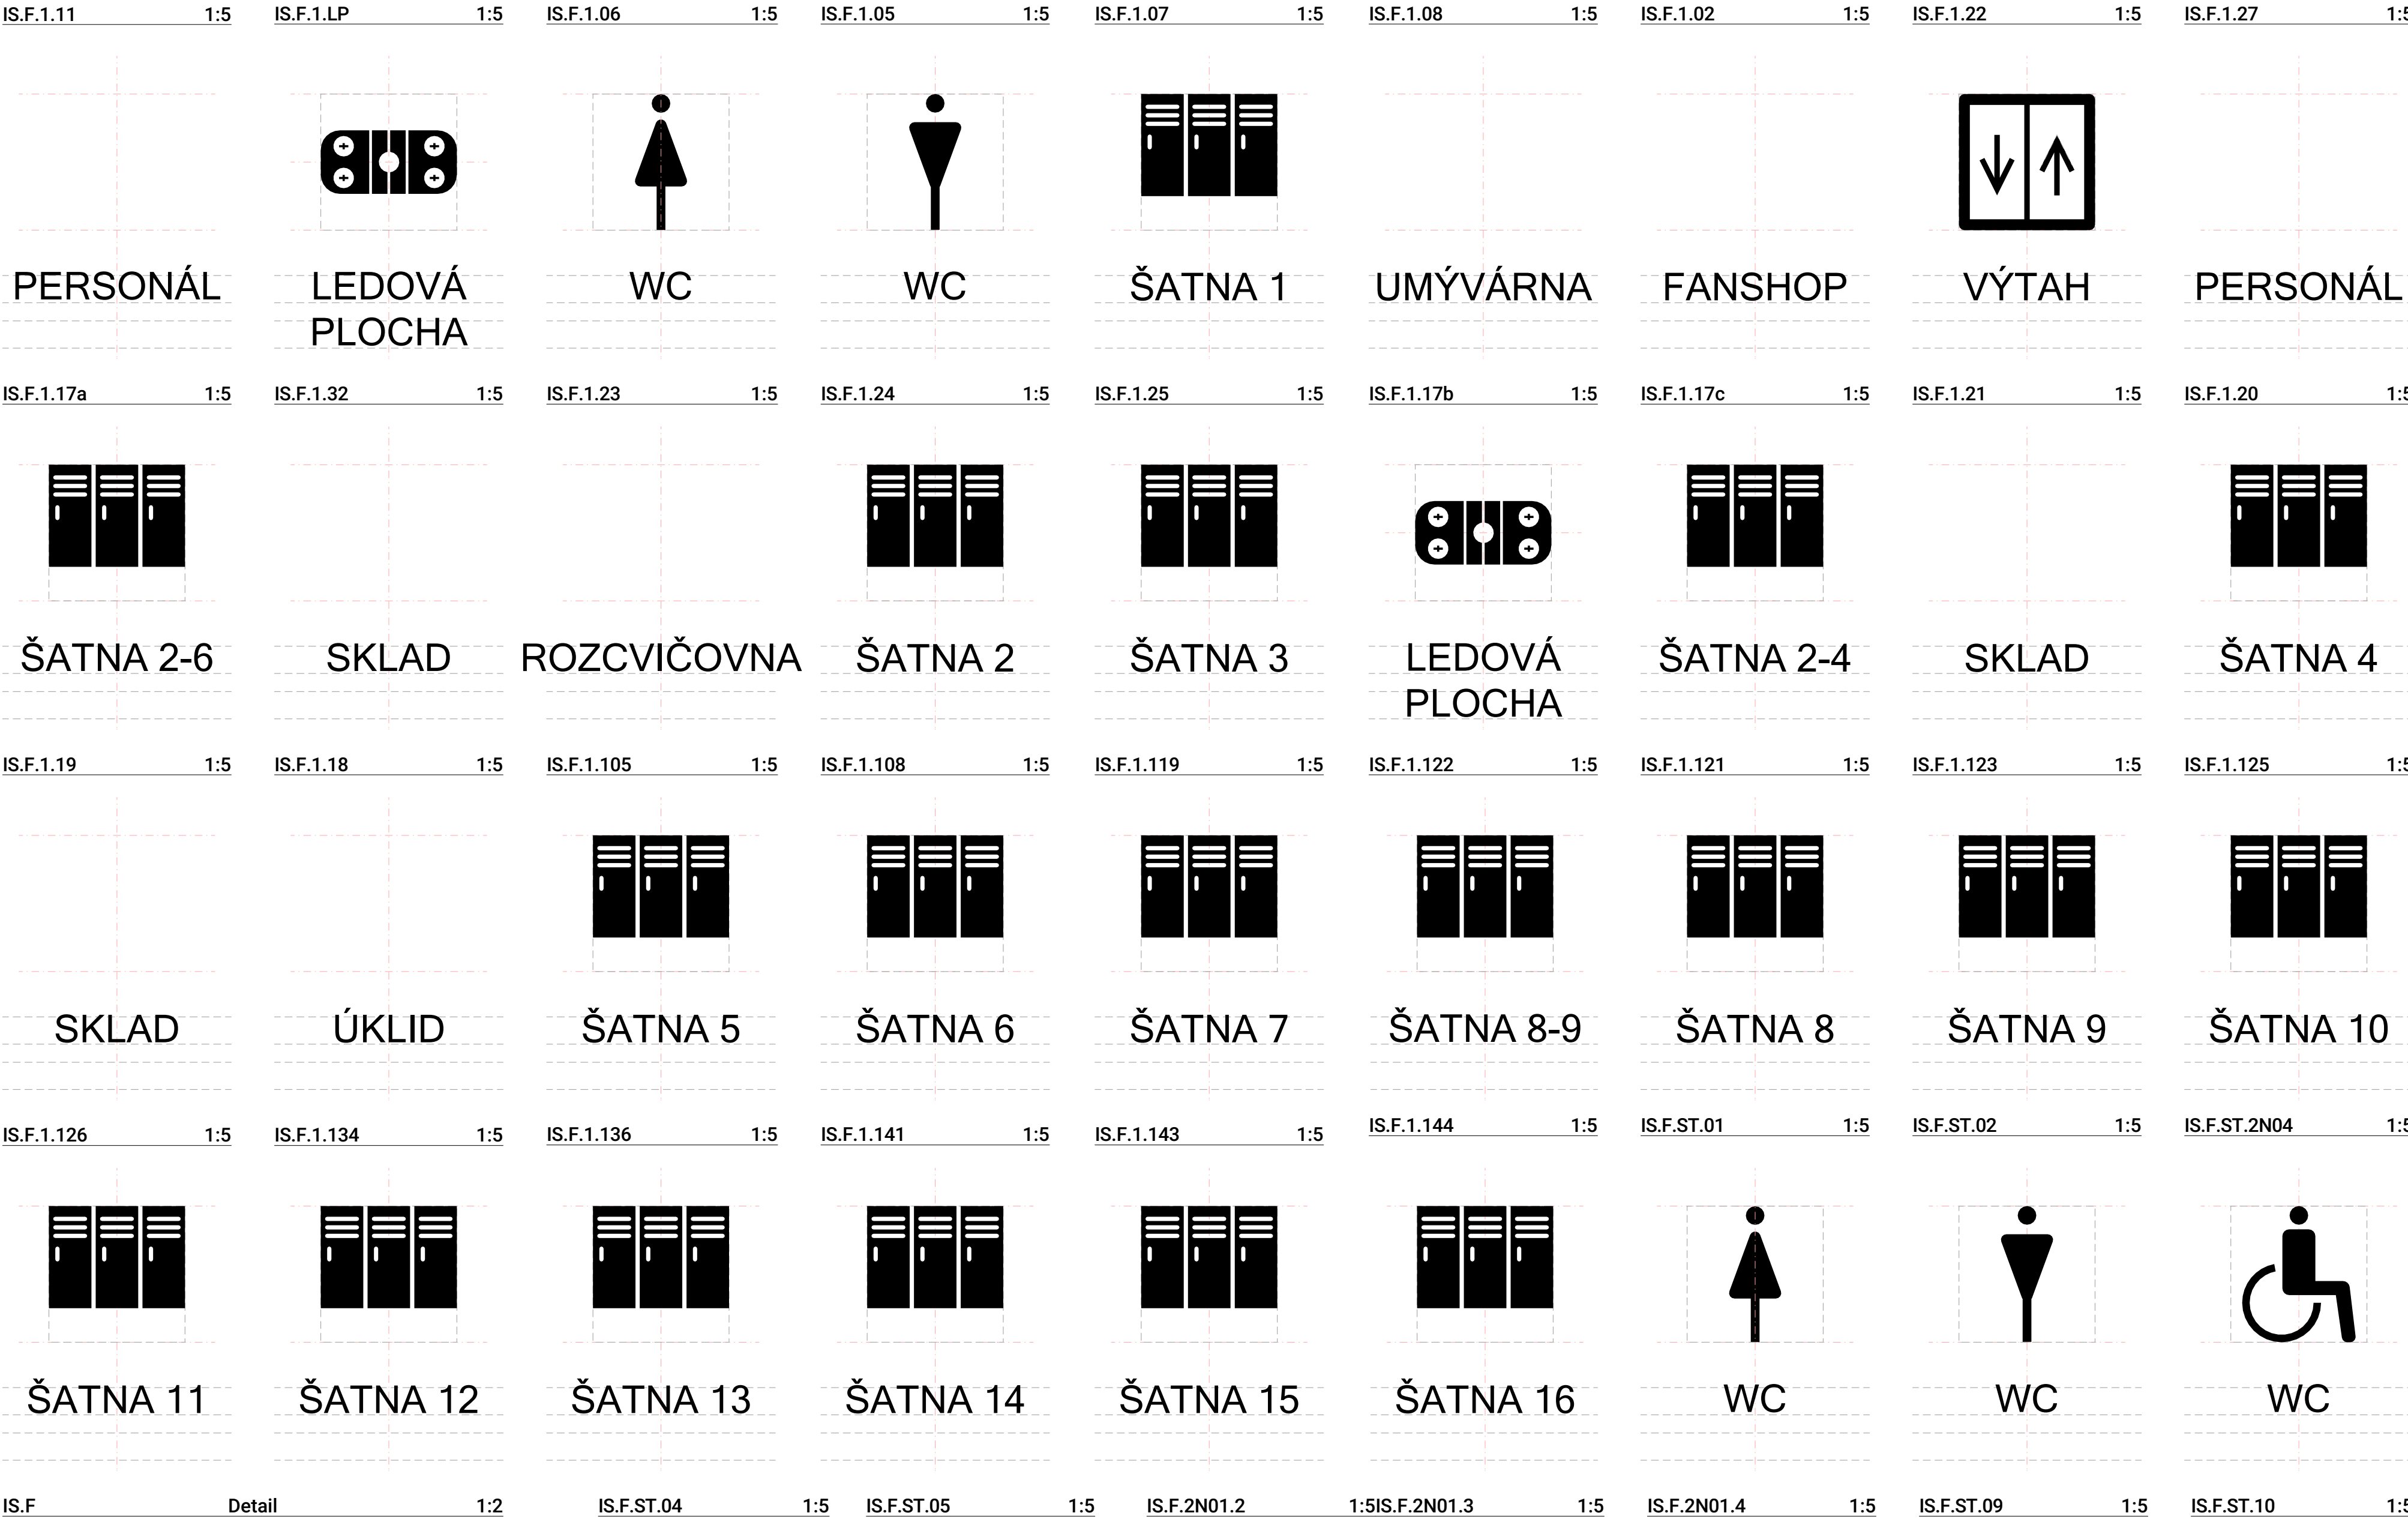 IS.F.1.11 1:5 IS.F.1.LP 1:5 IS.F.1.06 1:5 IS.F.1.05 1:5 IS.F.1.07 1:5 IS.F.1.08 1:5 IS.F.1.02 1:5 IS.F.1.22 1:5 IS.F.1.27
PERSONÁL LEDOVÁ WC WC ŠATNA 1 UMÝVÁRNA FANSHOP VÝTAH PERSONÁL
PLOCHA
IS.F.1.17a 1:5 IS.F.1.32 1:5 IS.F.1.23 1:5 IS.F.1.24 1:5 IS.F.1.25 1:5 IS.F.1.17b 1:5 IS.F.1.17c 1:5 IS.F.1.21 1:5 IS.F.1.20
ŠATNA 2-6 SKLAD ROZCVIČOVNA ŠATNA 2 ŠATNA 3 LEDOVÁ ŠATNA 2-4 SKLAD ŠATNA 4
PLOCHA
IS.F.1.19 1:5 IS.F.1.18 1:5 IS.F.1.105 1:5 IS.F.1.108 1:5 IS.F.1.119 1:5 IS.F.1.122 1:5 IS.F.1.121 1:5 IS.F.1.123 1:5 IS.F.1.125
SKLAD ÚKLID ŠATNA 5 ŠATNA 6 ŠATNA 7 ŠATNA 8-9 ŠATNA 8 ŠATNA 9 ŠATNA 10
IS.F.1.126 1:5 IS.F.1.134 1:5 IS.F.1.136 1:5 IS.F.1.141 1:5 IS.F.1.143 1:5 IS.F.1.144 1:5 IS.F.ST.01 1:5 IS.F.ST.02 1:5 IS.F.ST.2N04
ŠATNA 11 ŠATNA 12 ŠATNA 13 ŠATNA 14 ŠATNA 15 ŠATNA 16 WC WC WC
IS.F Detail 1:2 IS.F.ST.04 1:5 IS.F.ST.05 1:5 IS.F.2N01.2 1:5 IS.F.2N01.3 1:5 IS.F.2N01.4 1:5 IS.F.ST.09 1:5 IS.F.ST.10